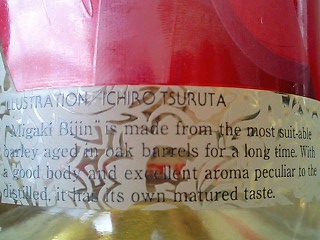 ILLUSTRATION ICHIRO TSURUTA
"Migaki Bijin" is made from the most suit-able
barley aged in oak barrels for a long time. With
a good body and excellent aroma peculiar to the
distilled, it has its own matured taste.